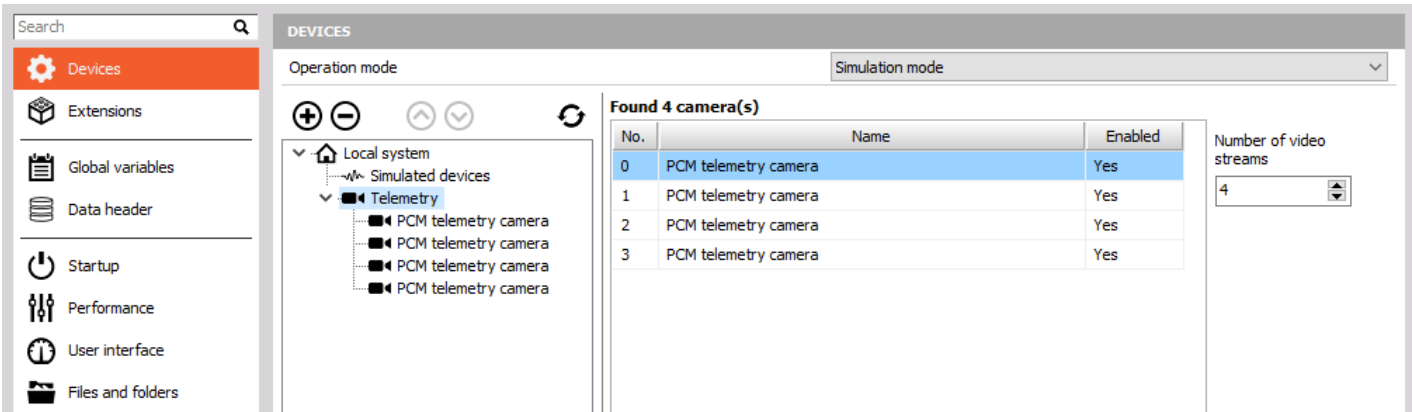 Search
Devices
Extensions
Global variables
Data header
Startup
Performance
User interface
Files and folders
DEVICES
Operation mode
Simulation mode
Local system
Simulated devices
Telemetry
PCM telemetry camera
PCM telemetry camera
PCM telemetry camera
PCM telemetry camera
Found 4 camera(s)
No. Name Enabled
0 PCM telemetry camera Yes
1 PCM telemetry camera Yes
2 PCM telemetry camera Yes
3 PCM telemetry camera Yes
Number of video
streams
4